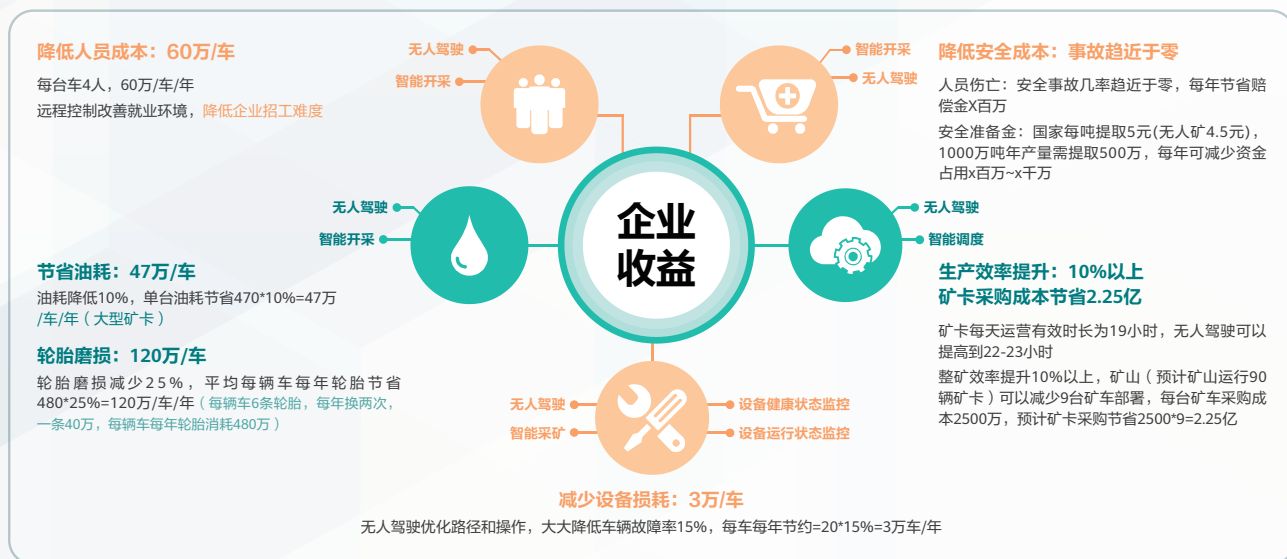 降低人员成本：60万/车
每台车4人，60万/车/年
远程控制改善就业环境，降低企业招工难度
无人驾驶
智能开采
智能开采
无人驾驶
降低安全成本：事故趋近于零
人员伤亡：安全事故几率趋近于零，每年节省赔
偿金X百万
安全准备金：国家每吨提取5元(无人矿4.5元)，
1000万吨年产量需提取500万，每年可减少资金
占用x百万~x千万
企业
收益
无人驾驶
智能开采
节省油耗：47万/车
油耗降低10%，单台油耗节省470*10%=47万
/车/年（大型矿卡）
轮胎磨损：120万/车
轮胎磨损减少25%，平均每辆车每年轮胎节省
480*25%=120万/车/年（每辆车6条轮胎，每年换两次，
一条40万，每辆车每年轮胎消耗480万）
无人驾驶
智能调度
生产效率提升：10%以上
矿卡采购成本节省2.25亿
矿卡每天运营有效时长为19小时，无人驾驶可以
提高到22-23小时
整矿效率提升10%以上，矿山（预计矿山运行90
辆矿卡）可以减少9台矿车部署，每台矿车采购成
本2500万，预计矿卡采购节省2500*9=2.25亿
无人驾驶
智能采矿
设备健康状态监控
设备运行状态监控
减少设备损耗：3万/车
无人驾驶优化路径和操作，大大降低车辆故障率15%，每车每年节约=20*15%=3万车/年